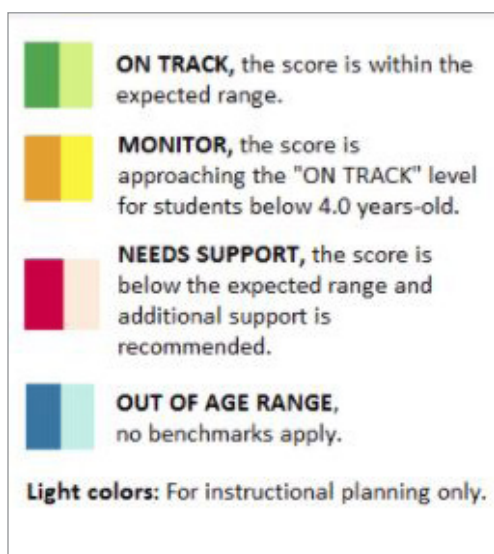 ON TRACK, the score is within the
expected range.
MONITOR, the score is
approaching the "ON TRACK" level
for students below 4.0 years-old.
NEEDS SUPPORT, the score is
below the expected range and
additional support is
recommended.
OUT OF AGE RANGE,
no benchmarks apply.
Light colors: For instructional planning only.